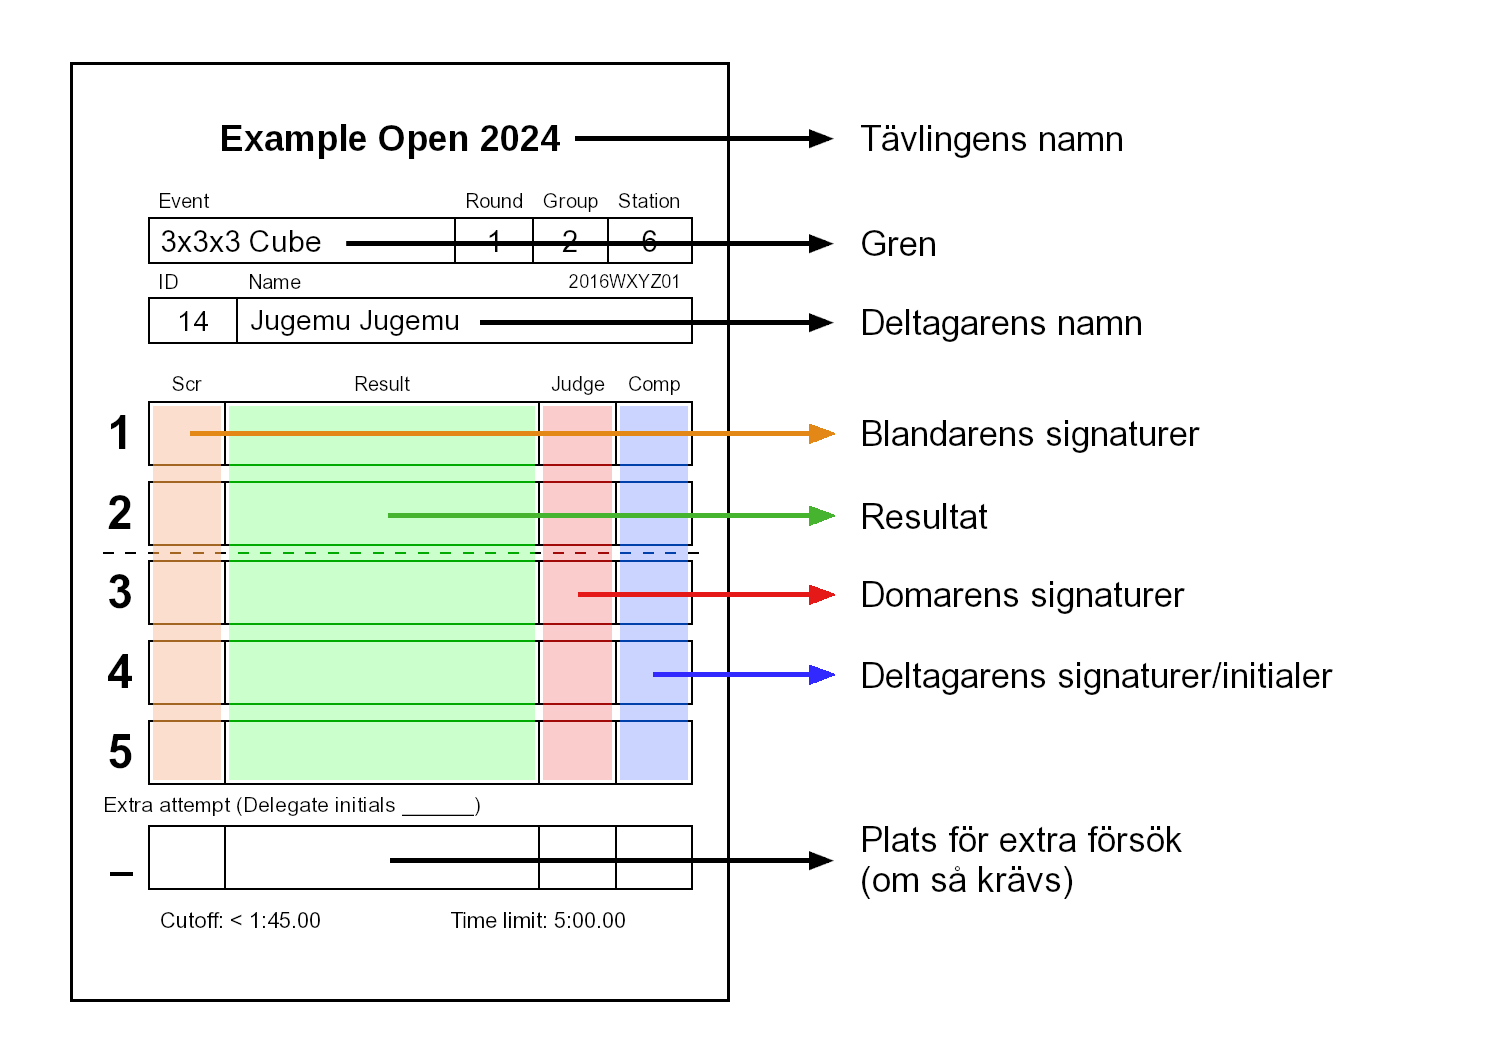 Example Open 2024
Tävlingens namn
Event Round Group Station
3x3x3 Cube 1 2 6
Gren
ID Name 2016WXYZ01
14 Jugemu Jugemu
Deltagarens namn
Scr Result Judge Comp
1
Blandarens signaturer
2
Resultat
3
Domarens signaturer
4
Deltagarens signaturer/initialer
5
Extra attempt (Delegate initials ______)
_
Plats för extra försök
(om så krävs)
Cutoff: < 1:45.00 Time limit: 5:00.00